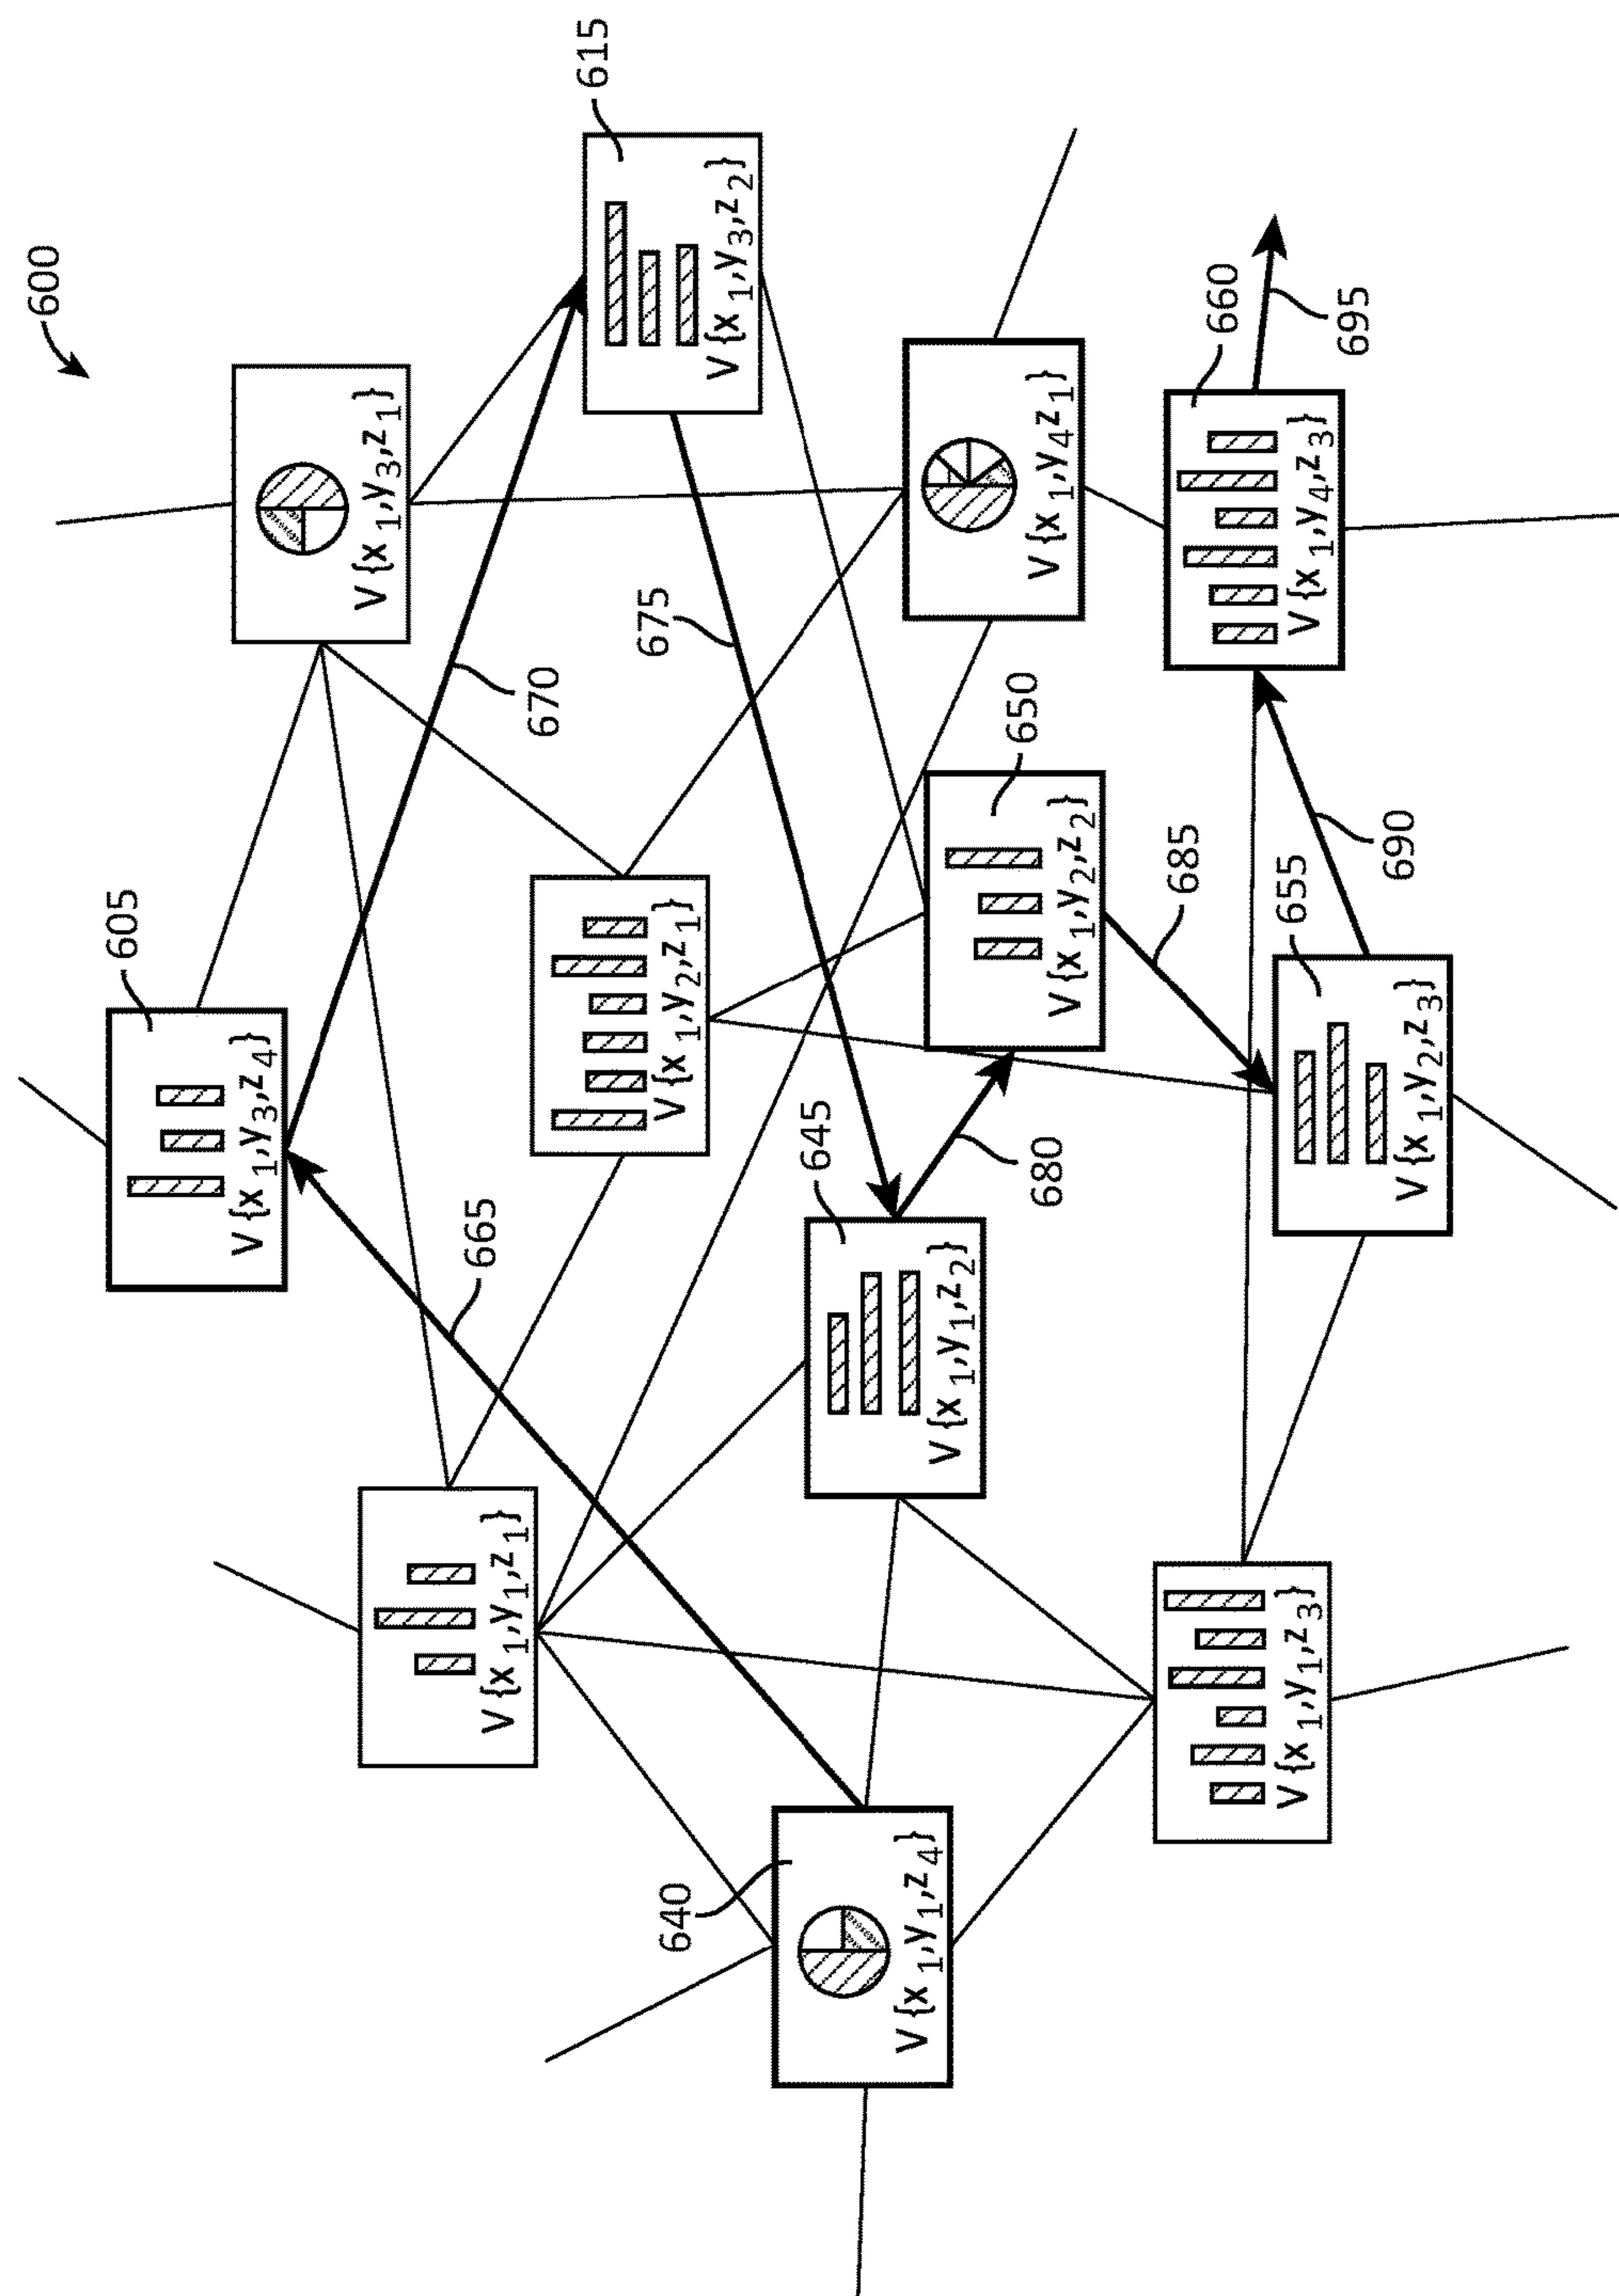 600
605
V{x₁,y₃,z₄}
V{x₁,y₃,z₁}
665
V{x₁,y₁,z₁}
670
615
675
640
V{x₁,y₂,z₁}
V{x₁,y₃,z₂}
645
V{x₁,y₁,z₄}
V{x₁,y₁,z₂}
650
V{x₁,y₄z₁}
680
V{x₁,y₂,z₂}
685
660
655
V{x₁,y₁,z₃}
V{x₁,y₄,z₃}
695
690
V{x₁,y₂,z₃}